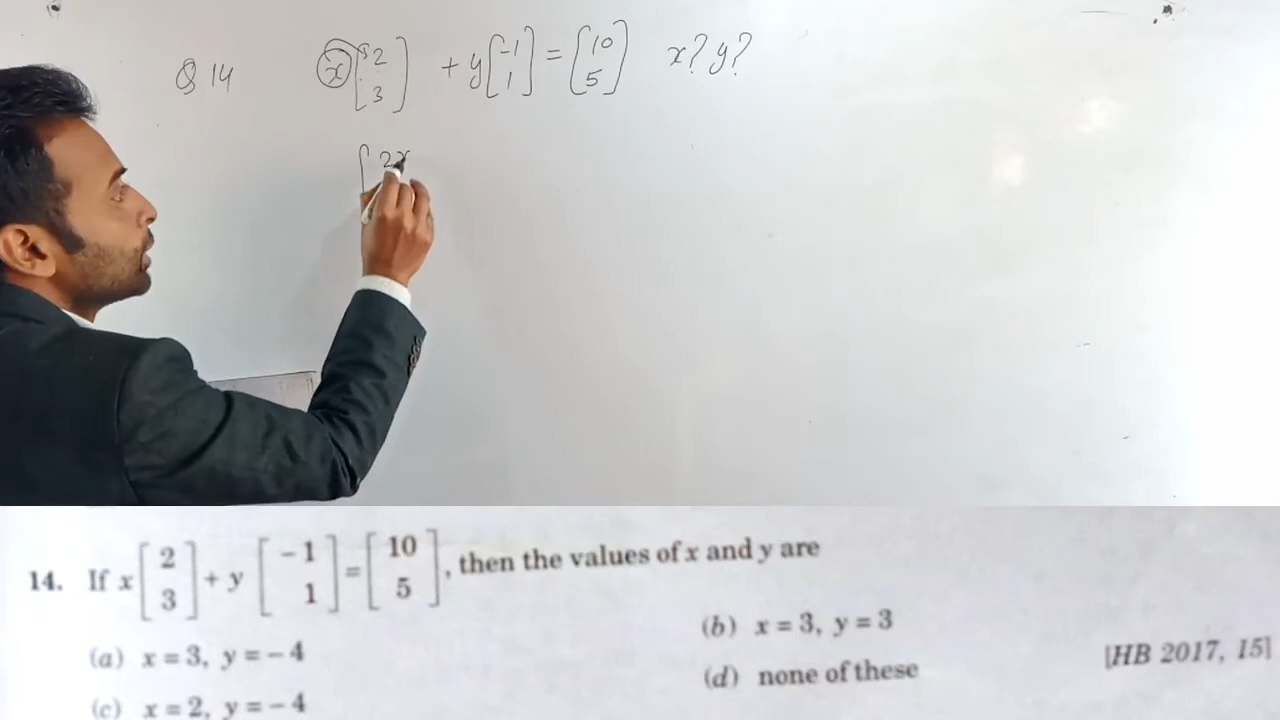 Q 14 x [2 3] + y [-1 1] = [10 5] x? y?
[2x
14. If x [2 3] + y [-1 1] = [10 5], then the values of x and y are
(a) x = 3, y = – 4
(b) x = 3, y = 3
(c) x = 2, y = – 4
(d) none of these
[HB 2017, 15]